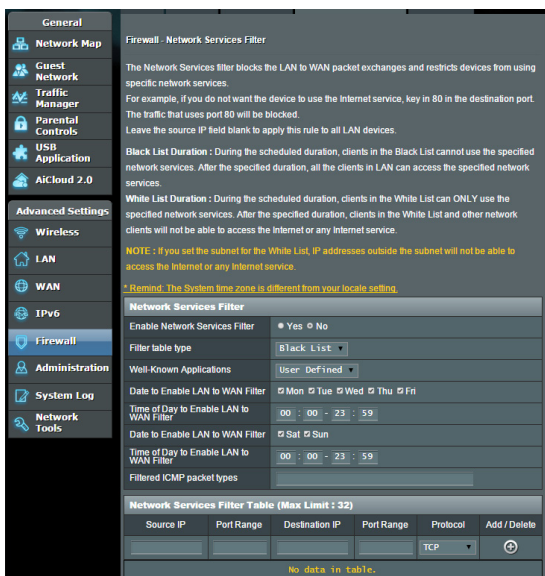 General
Network Map
Guest
Network
Traffic
Manager
Parental
Controls
USB
Application
AiCloud 2.0
Advanced Settings
Wireless
LAN
WAN
IPv6
Firewall
Administration
System Log
Network
Tools
Firewall - Network Services Filter
The Network Services filter blocks the LAN to WAN packet exchanges and restricts devices from using
specific network services.
For example, if you do not want the device to use the Internet service, key in 80 in the destination port.
The traffic that uses port 80 will be blocked.
Leave the source IP field blank to apply this rule to all LAN devices.
Black List Duration : During the scheduled duration, clients in the Black List cannot use the specified
network services. After the specified duration, all the clients in LAN can access the specified network
services.
White List Duration : During the scheduled duration, clients in the White List can ONLY use the
specified network services. After the specified duration, clients in the White List and other network
clients will not be able to access the Internet or any Internet service.
NOTE : If you set the subnet for the White List, IP addresses outside the subnet will not be able to
access the Internet or any Internet service.
* Remind: The System time zone is different from your locale setting.
Network Services Filter
Enable Network Services Filter Yes No
Filter table type Black List
Well-Known Applications User Defined
Date to Enable LAN to WAN Filter Mon Tue Wed Thu Fri
Time of Day to Enable LAN to
WAN Filter 00 : 00 - 23 : 59
Date to Enable LAN to WAN Filter Sat Sun
Time of Day to Enable LAN to
WAN Filter 00 : 00 - 23 : 59
Filtered ICMP packet types
Network Services Filter Table (Max Limit : 32)
Source IP Port Range Destination IP Port Range Protocol Add / Delete
TCP
No data in table.